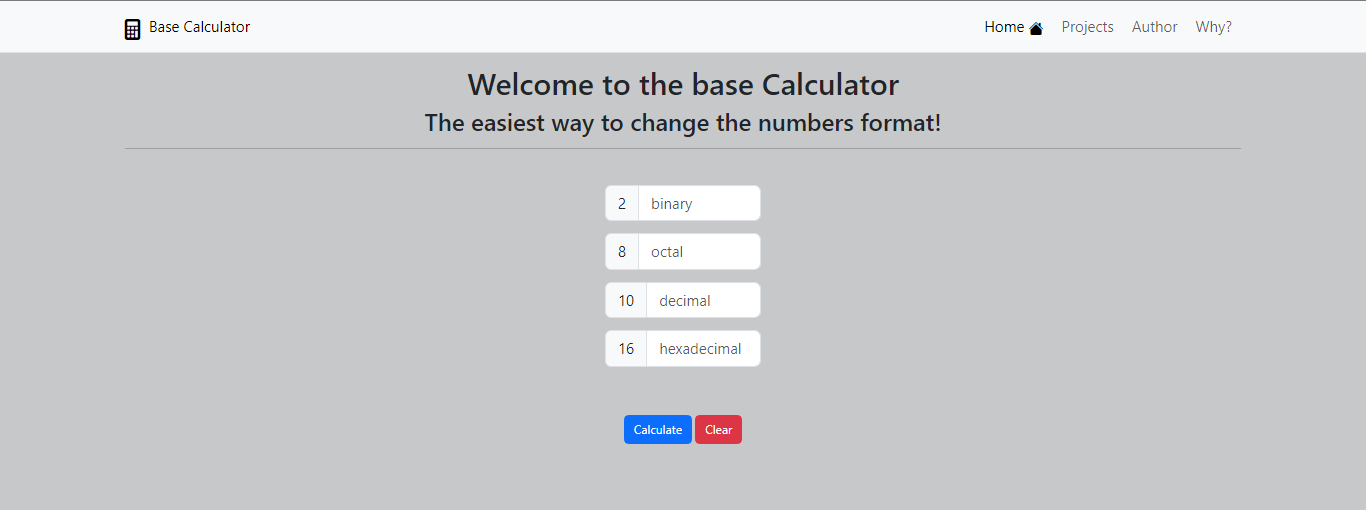 Base Calculator Home Projects Author Why?
Welcome to the base Calculator
The easiest way to change the numbers format!
2 binary
8 octal
10 decimal
16 hexadecimal
Calculate Clear